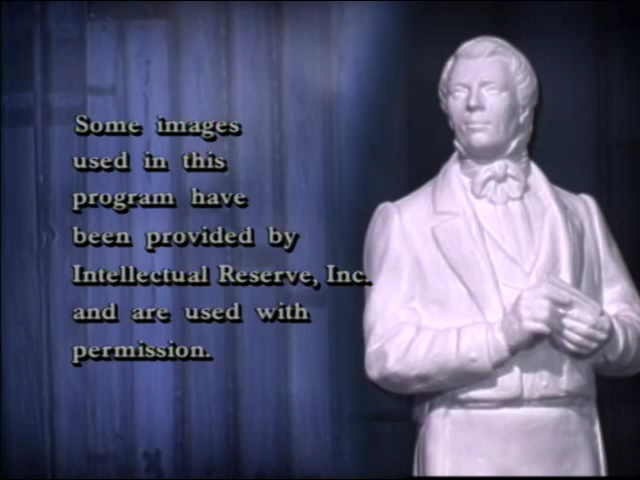 Some images
used in this
program have
been provided by
Intellectual Reserve, Inc.
and are used with
permission.